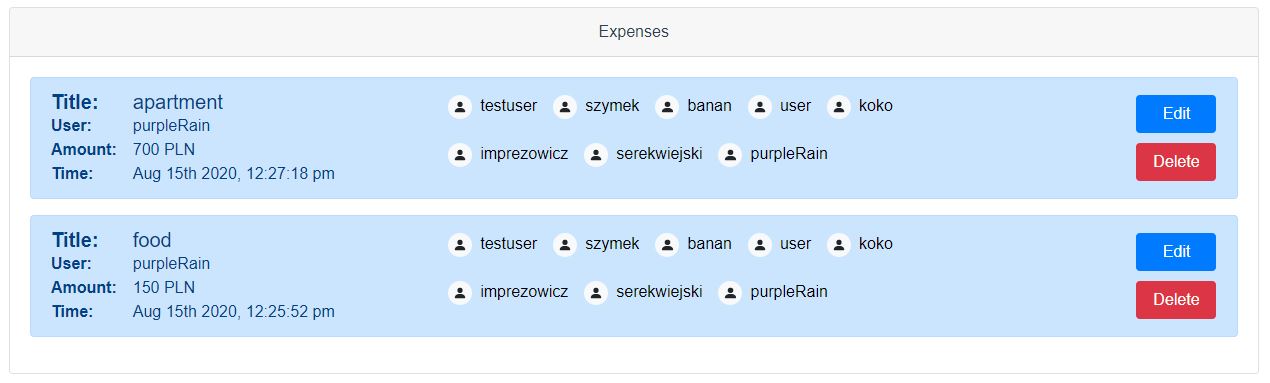 Expenses
Title: apartment
User: purpleRain
Amount: 700 PLN
Time: Aug 15th 2020, 12:27:18 pm
testuser szymek banan user koko
imprezowicz serekwiejski purpleRain
Edit
Delete
Title: food
User: purpleRain
Amount: 150 PLN
Time: Aug 15th 2020, 12:25:52 pm
testuser szymek banan user koko
imprezowicz serekwiejski purpleRain
Edit
Delete